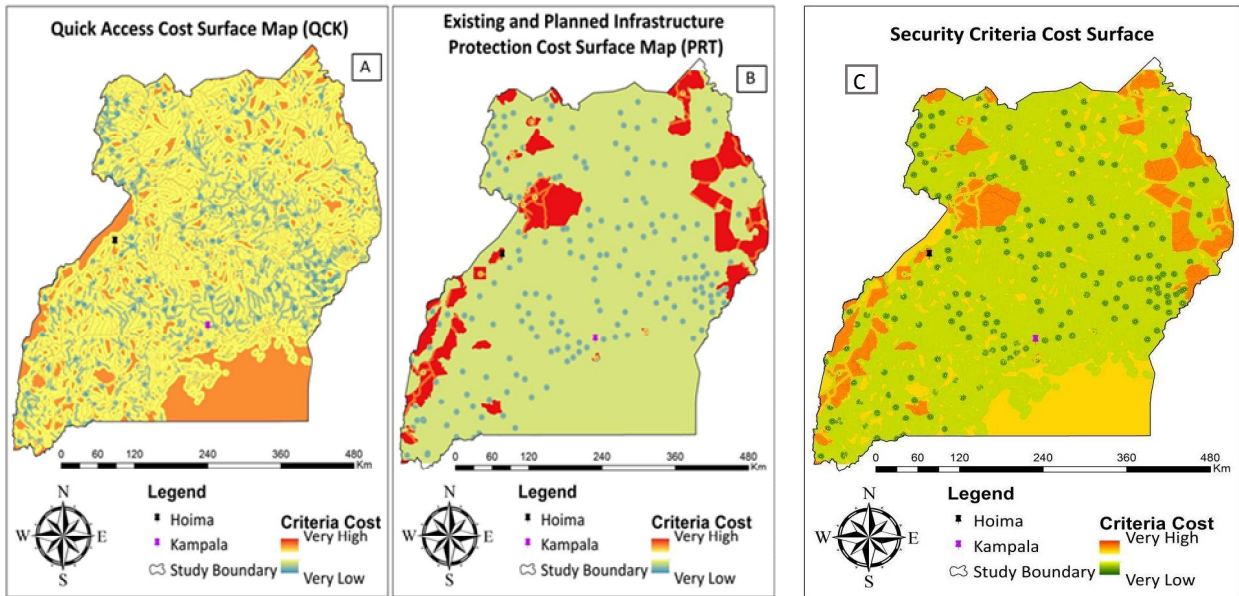 Quick Access Cost Surface Map (QCK)
A
0 60 120 240 360 480
Km
N
W E
S
Legend
Hoima
Kampala
Study Boundary
Criteria Cost
Very High
Very Low
Existing and Planned Infrastructure
Protection Cost Surface Map (PRT)
B
0 60 120 240 360 480
Km
N
W E
S
Legend
Hoima
Kampala
Study Boundary
Criteria Cost
Very High
Very Low
Security Criteria Cost Surface
C
0 60 120 240 360 480
Km
N
W E
S
Legend
Hoima
Kampala
Study Boundary
Criteria Cost
Very High
Very Low